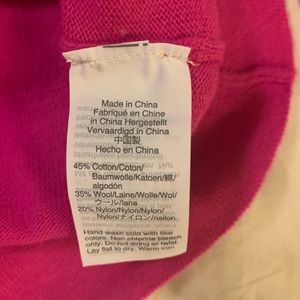 Made in China
Fabriqué en Chine
in China Hergestellt
Vervaardigd in China
中国製
Hecho en China
45% Cotton/Coton/
Baumwolle/Katoen/綿/
algodón
35% Wool/Laine/Wolle/Wol/
ウール/lana
20% Nylon/Nylon/Nylon/
Nylon/ナイロン/nailon
Hand wash cold with like
colors. Non chlorine bleach
only. Do not wring or twist.
Lay flat to dry. Warm iron